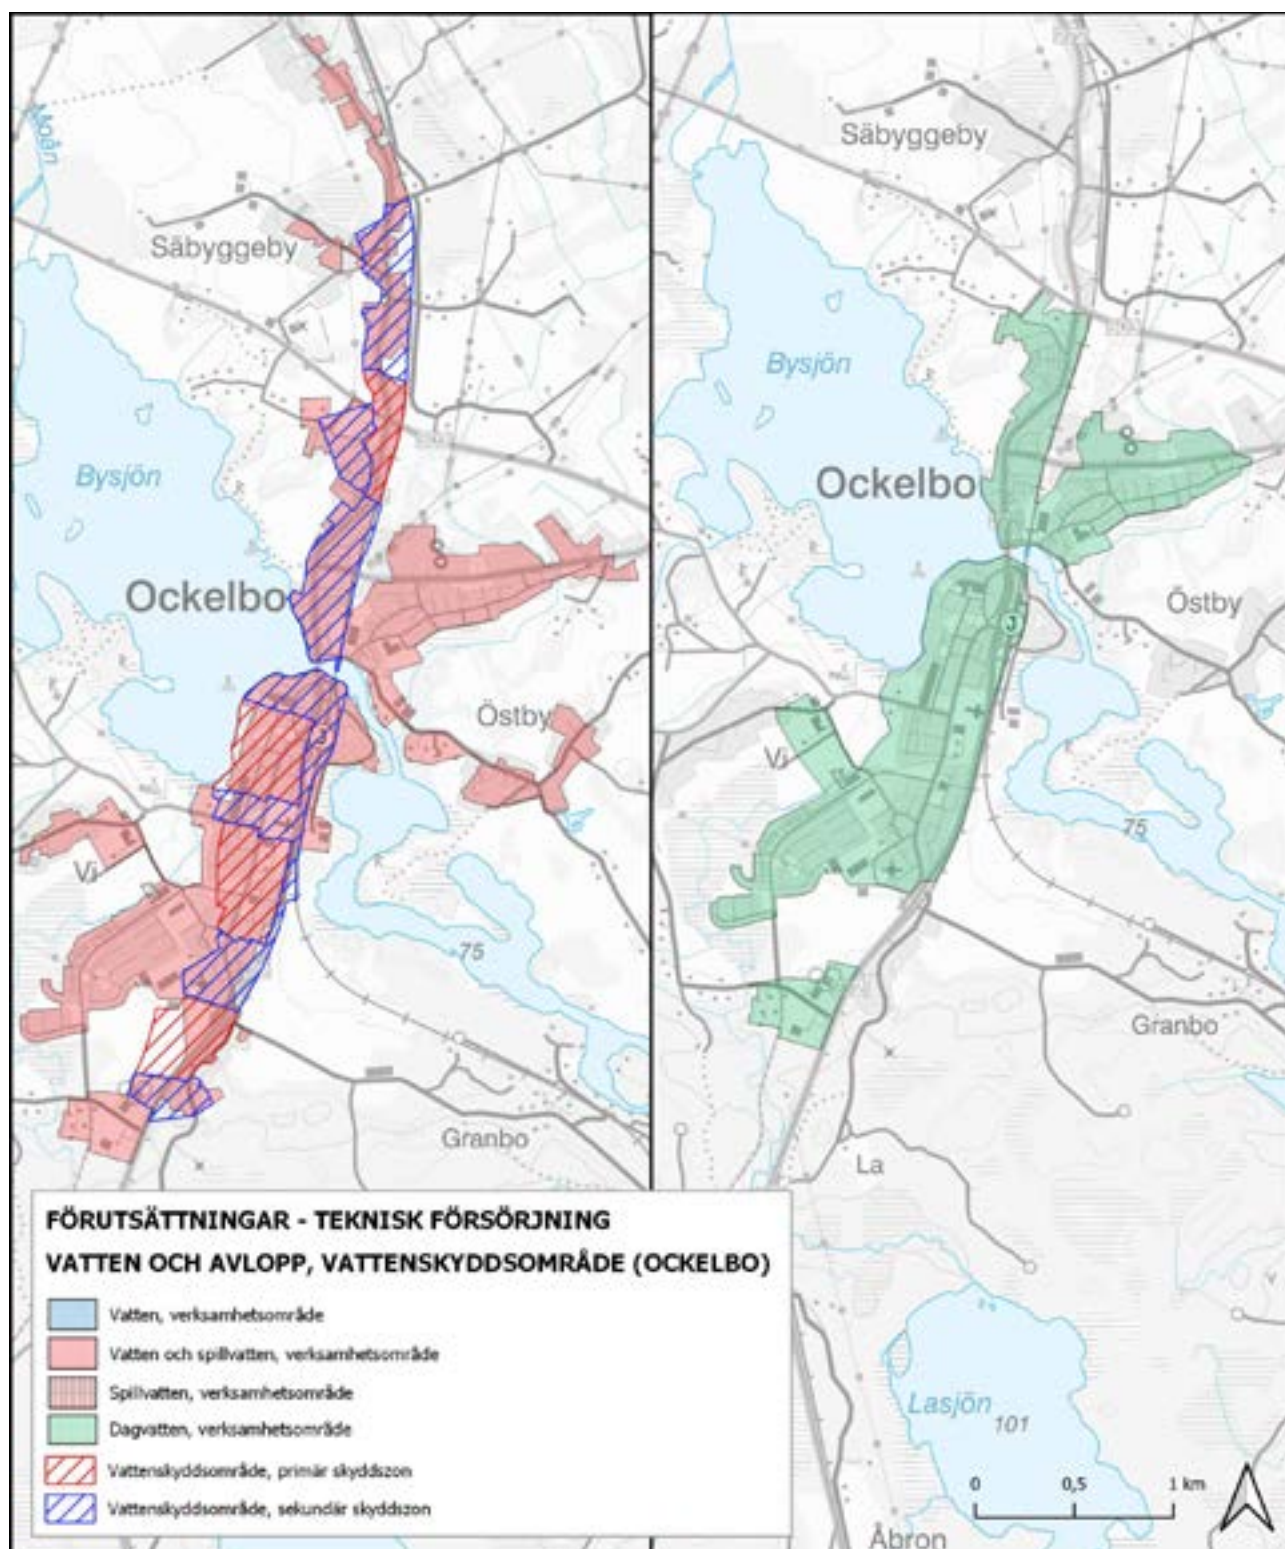 Moån
Säbyggeby
Bysjön
Ockelbo
Östby
Vi
75
Granbo
Säbyggeby
Bysjön
Ockelbo
Östby
J
Vi
75
Granbo
La
Lasjön
101
Åbron
FÖRUTSÄTTNINGAR - TEKNISK FÖRSÖRJNING
VATTEN OCH AVLOPP, VATTENSKYDDSOMRÅDE (OCKELBO)
Vatten, verksamhetsområde
Vatten och spillvatten, verksamhetsområde
Spillvatten, verksamhetsområde
Dagvatten, verksamhetsområde
Vattenskyddsområde, primär skyddszon
Vattenskyddsområde, sekundär skyddszon
0 0,5 1 km